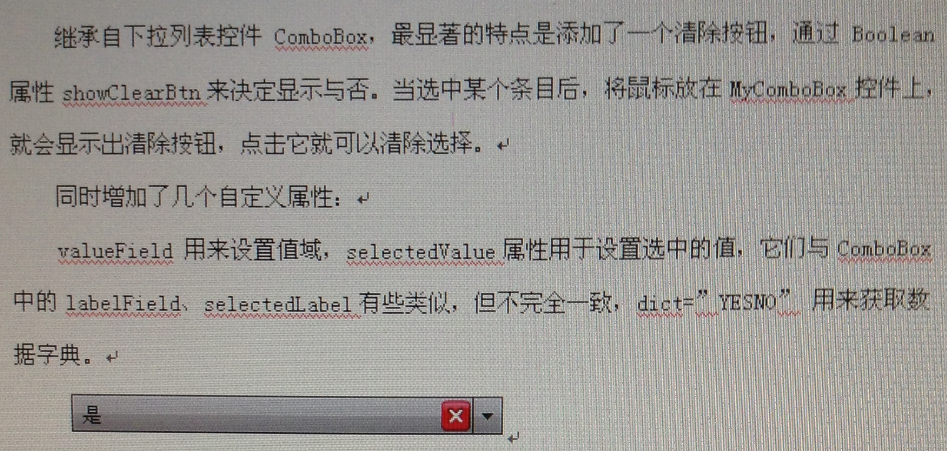 继承自下拉列表控件 ComboBox，最显著的特点是添加了一个清除按钮，通过 Boolean
属性 showClearBtn 来决定显示与否。当选中某个条目后，将鼠标放在 MyComboBox 控件上，
就会显示出清除按钮，点击它就可以清除选择。
同时增加了几个自定义属性：
valueField 用来设置值域，selectedValue 属性用于设置选中的值，它们与 ComboBox
中的 labelField、selectedLabel 有些类似，但不完全一致，dict=”YESNO” 用来获取数
据字典。
是